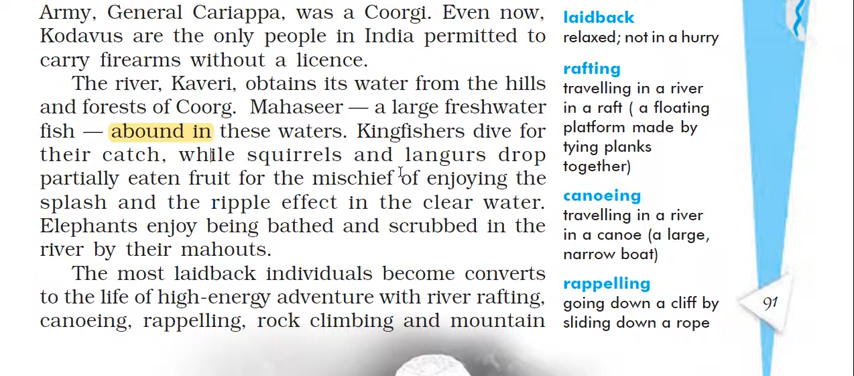 Army, General Cariappa, was a Coorgi. Even now,
Kodavus are the only people in India permitted to
carry firearms without a licence.
The river, Kaveri, obtains its water from the hills
and forests of Coorg. Mahaseer — a large freshwater
fish — abound in these waters. Kingfishers dive for
their catch, while squirrels and langurs drop
partially eaten fruit for the mischief of enjoying the
splash and the ripple effect in the clear water.
Elephants enjoy being bathed and scrubbed in the
river by their mahouts.
The most laidback individuals become converts
to the life of high-energy adventure with river rafting,
canoeing, rappelling, rock climbing and mountain
laidback
relaxed; not in a hurry
rafting
travelling in a river
in a raft ( a floating
platform made by
tying planks
together)
canoeing
travelling in a river
in a canoe (a large,
narrow boat)
rappelling
going down a cliff by
sliding down a rope
91